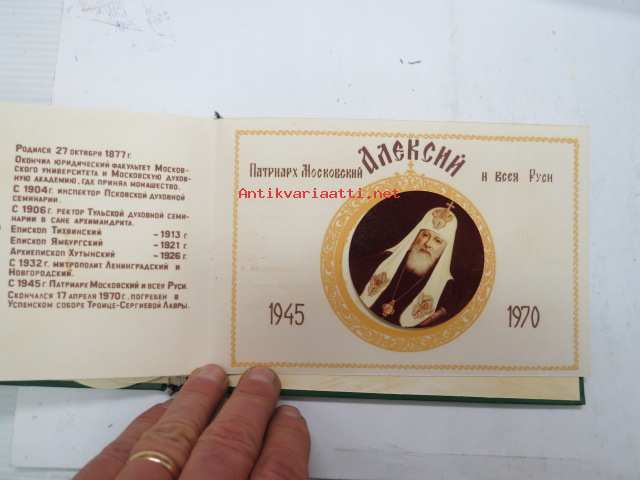 Родился 27 октября 1877 г.
Окончил юридический факультет Москов-
ского университета и Московскую духов-
ную академию, где принял монашество.
С 1904 г. инспектор Псковской духовной
семинарии.
С 1906 г. ректор Тульской духовной семи-
нарии в сане архимандрита.
Епископ Тихвинский - 1913 г.
Епископ Ямбургский - 1921 г.
Архиепископ Хутынский - 1926 г.
С 1932 г. митрополит Ленинградский и
Новгородский.
С 1945 г. Патриарх Московский и всея Руси
Скончался 17 апреля 1970 г., погребен в
Успенском соборе Троице-Сергиевой Лавры.
Патриарх Московский Алексий и всея Руси
Antikvariaatti.net
1945 1970